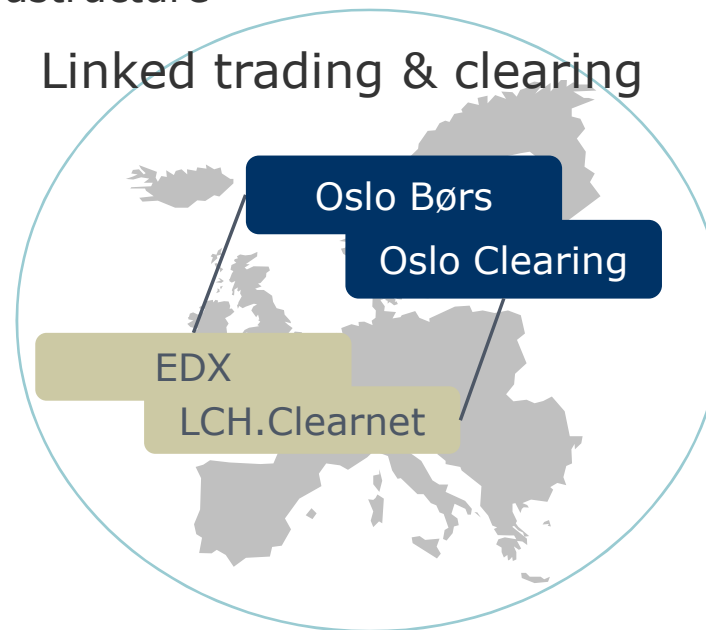 Linked trading & clearing
Oslo Børs
Oslo Clearing
EDX
LCH.Clearnet